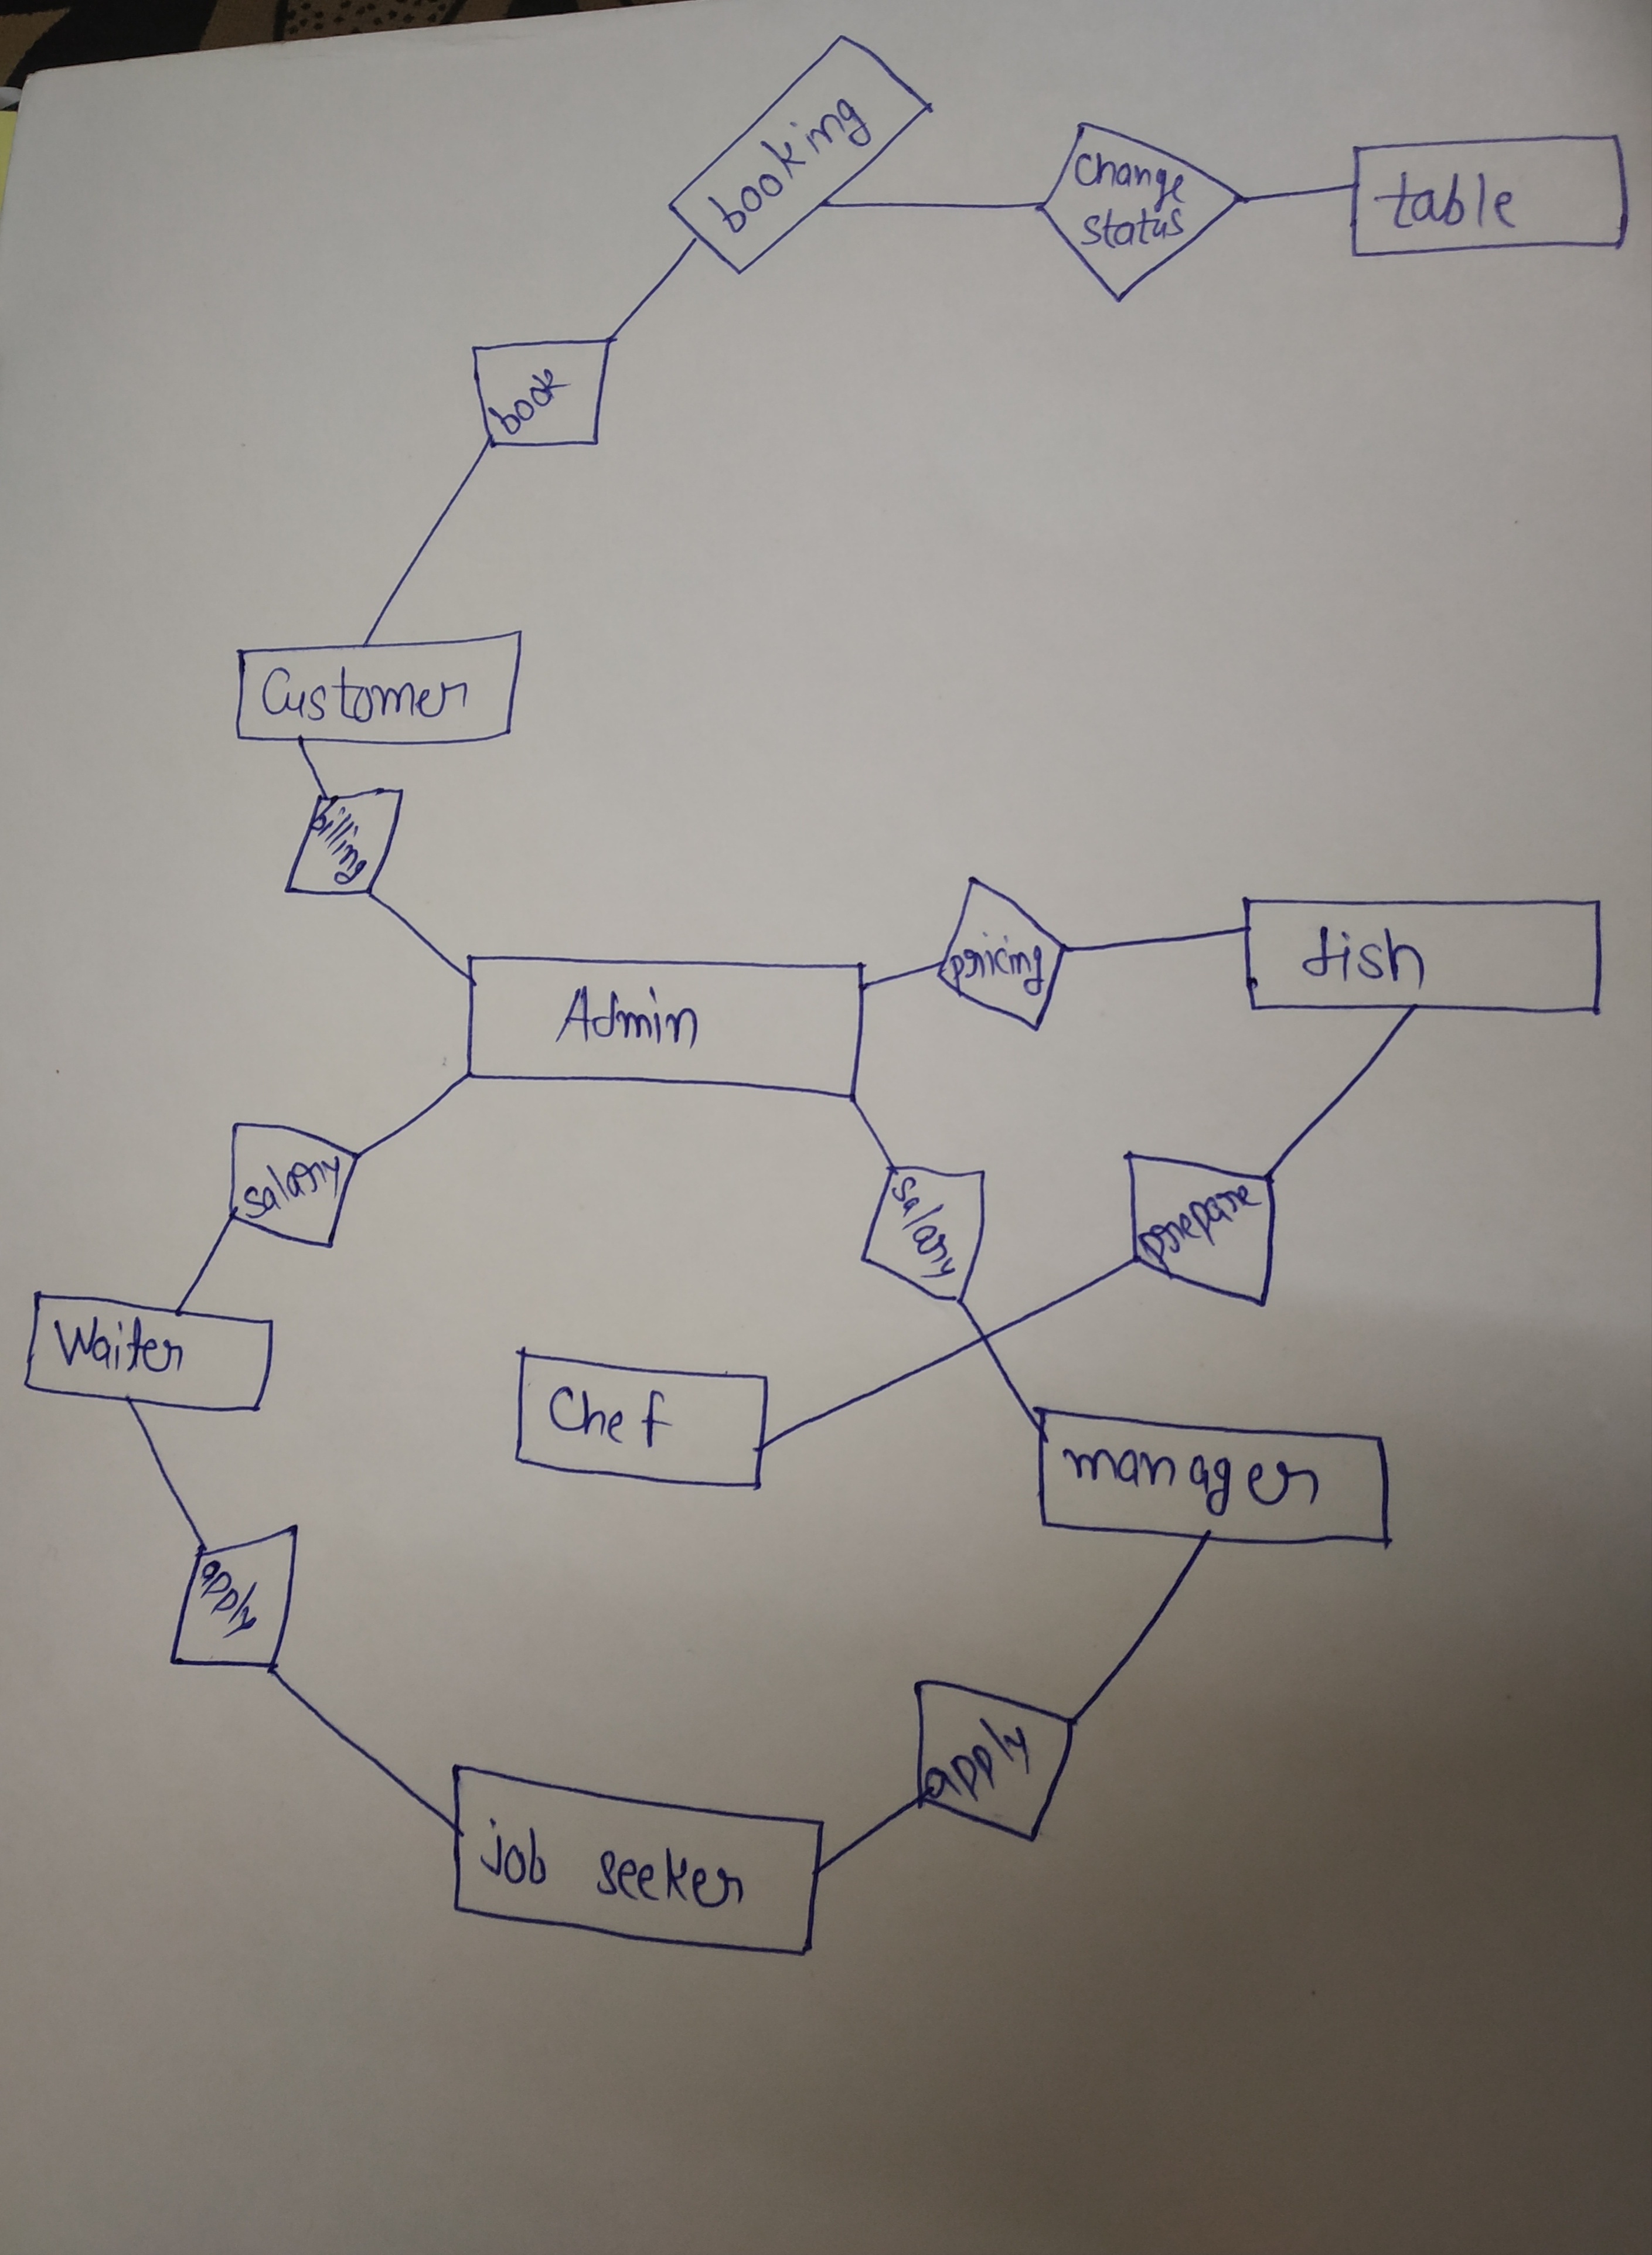 booking
Change
status
table
book
Customer
billing
pricing
dish
Admin
salary
salary
prepare
Waiter
Chef
manager
apply
apply
job seeker